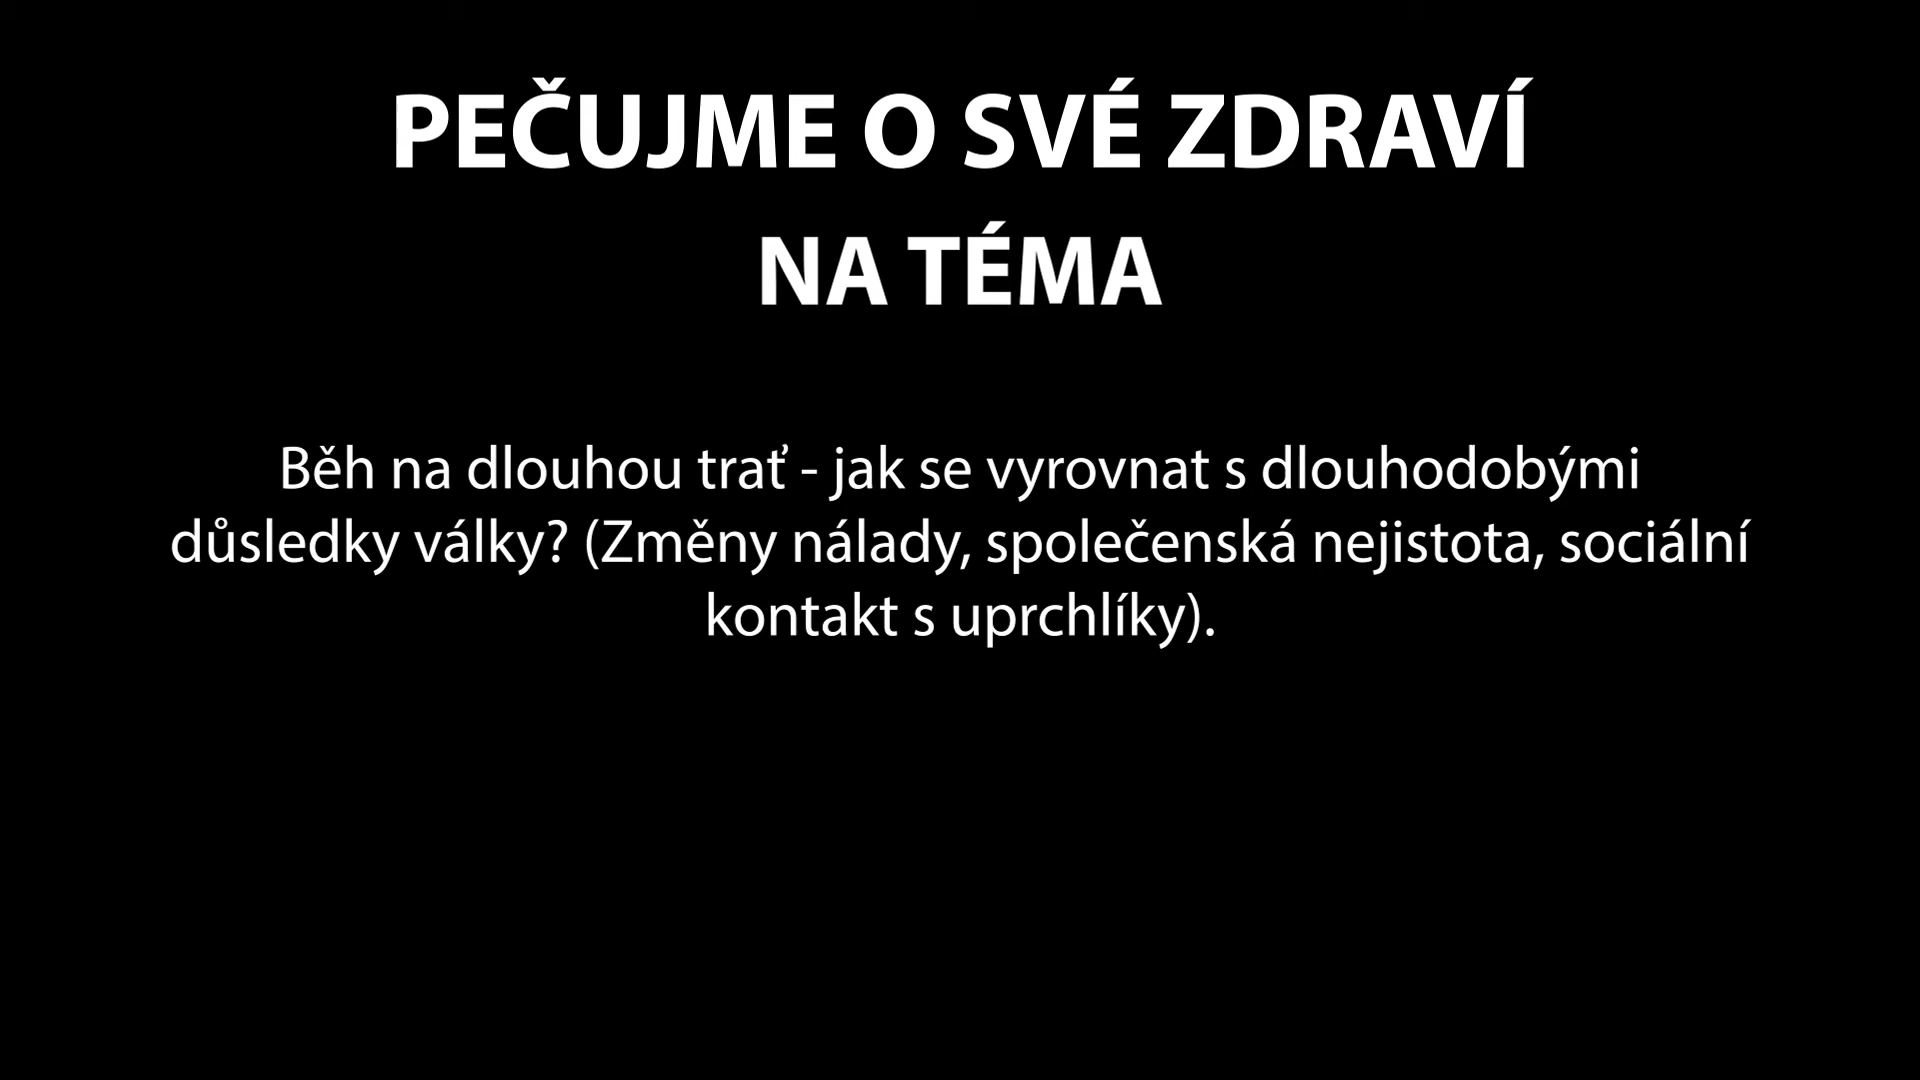 PEČUJME O SVÉ ZDRAVÍ
NA TÉMA
Běh na dlouhou trať - jak se vyrovnat s dlouhodobými
důsledky války? (Změny nálady, společenská nejistota, sociální
kontakt s uprchlíky).